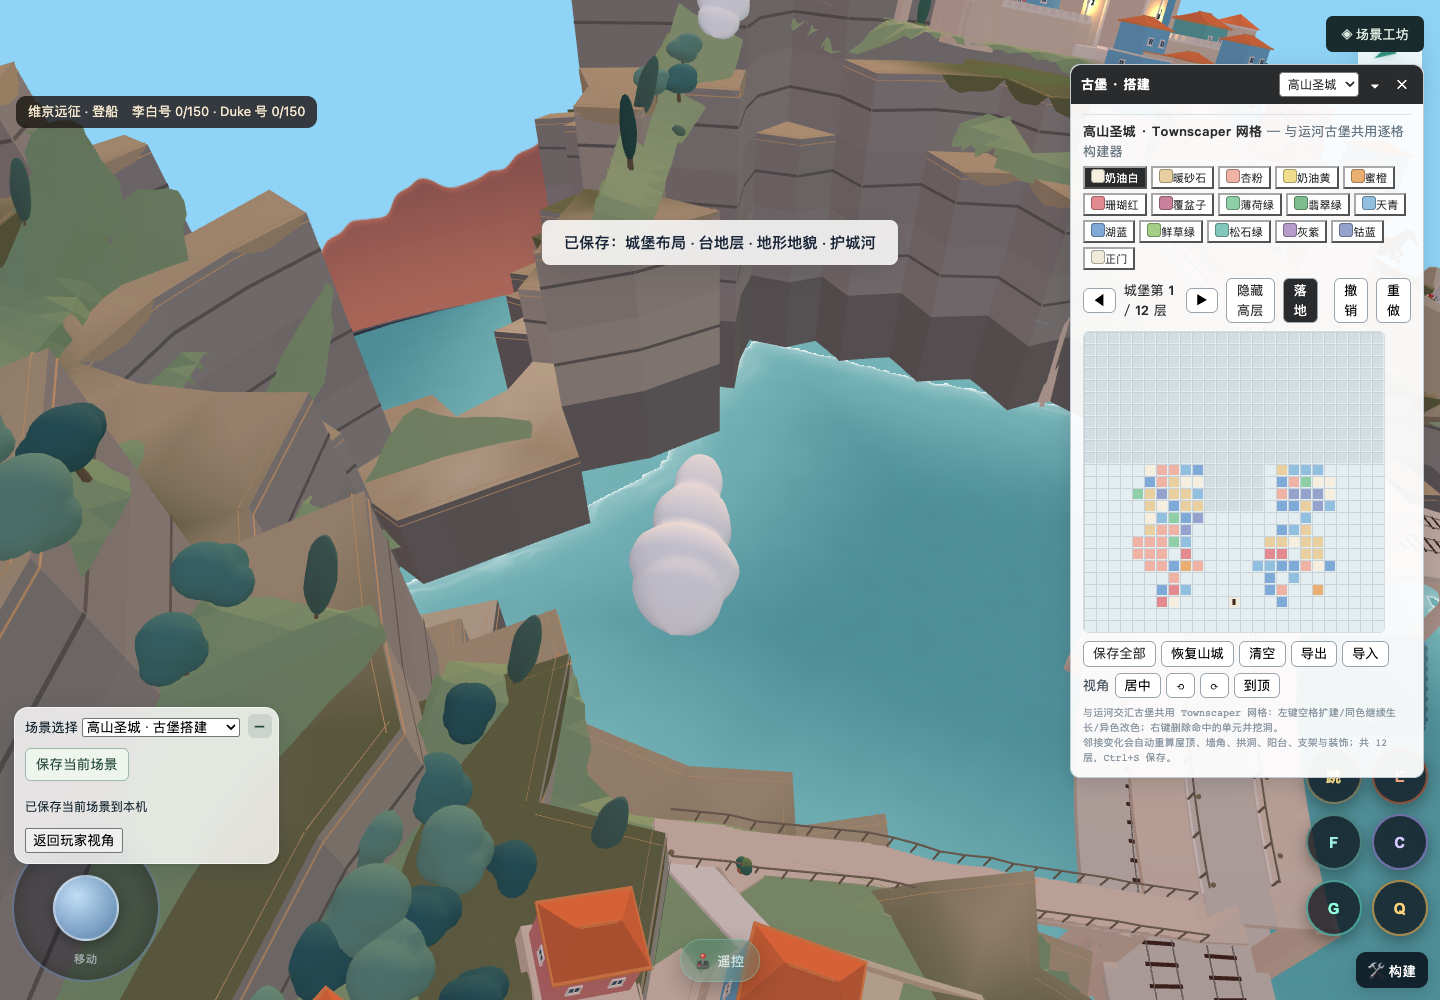 ◈ 场景工坊
维京远征 · 登船 李白号 0/150 · Duke 号 0/150
古堡 · 搭建
高山圣城
高山圣城 · Townscaper 网格 — 与运河古堡共用逐格
构建器
奶油白 暖砂石 杏粉 奶油黄 蜜橙
珊瑚红 覆盆子 薄荷绿 翡翠绿 天青
湖蓝 鲜草绿 松石绿 灰紫 钴蓝
正门
◀ 城堡第 1 / 12 层 ▶ 隐藏高层 落地 撤销 重做
已保存：城堡布局 · 台地层 · 地形地貌 · 护城河
保存全部 恢复山城 清空 导出 导入
视角 居中 ⟲ ⟳ 到顶
与运河交汇古堡共用 Townscaper 网格：左键空格扩建/同色继续生
长/异色改色；右键删除命中的单元并挖洞。
邻接变化会自动重算屋顶、墙角、拱洞、阳台、支架与装饰；共 12
层，Ctrl+S 保存。
场景选择 高山圣城 · 古堡搭建
保存当前场景
已保存当前场景到本机
返回玩家视角
移动
遥控
跳 E
F C
G Q
构建